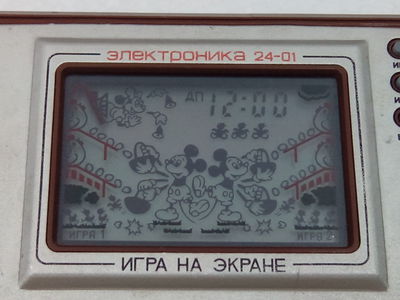 электроника 24-01
ДП 12:00
ИГРА 1
ИГРА 2
ИГРА НА ЭКРАНЕ